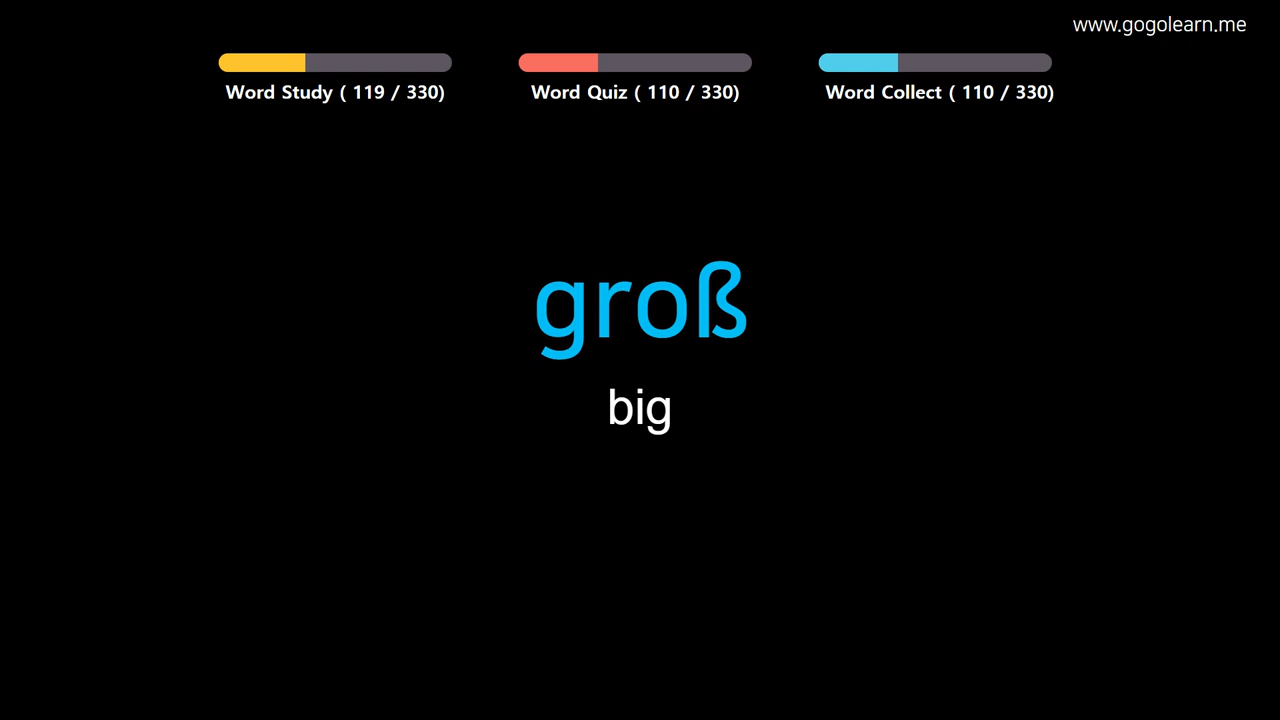 www.gogolearn.me
Word Study ( 119 / 330)
Word Quiz ( 110 / 330)
Word Collect ( 110 / 330)
groß
big